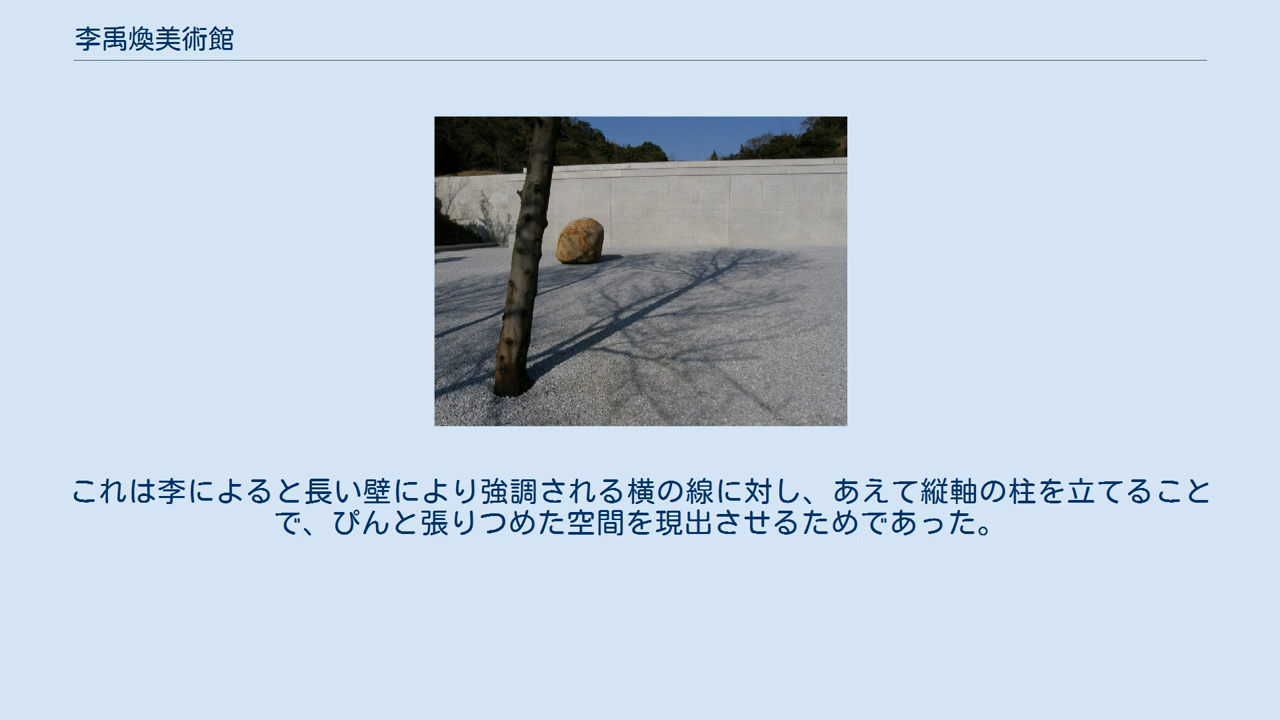 李禹煥美術館
これは李によると長い壁により強調される横の線に対し、あえて縦軸の柱を立てること
で、ぴんと張りつめた空間を現出させるためであった。